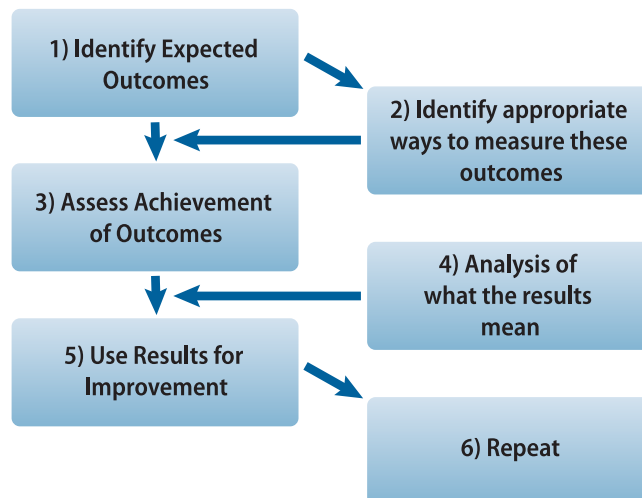 1) Identify Expected
Outcomes
2) Identify appropriate
ways to measure these
outcomes
3) Assess Achievement
of Outcomes
4) Analysis of
what the results
mean
5) Use Results for
Improvement
6) Repeat